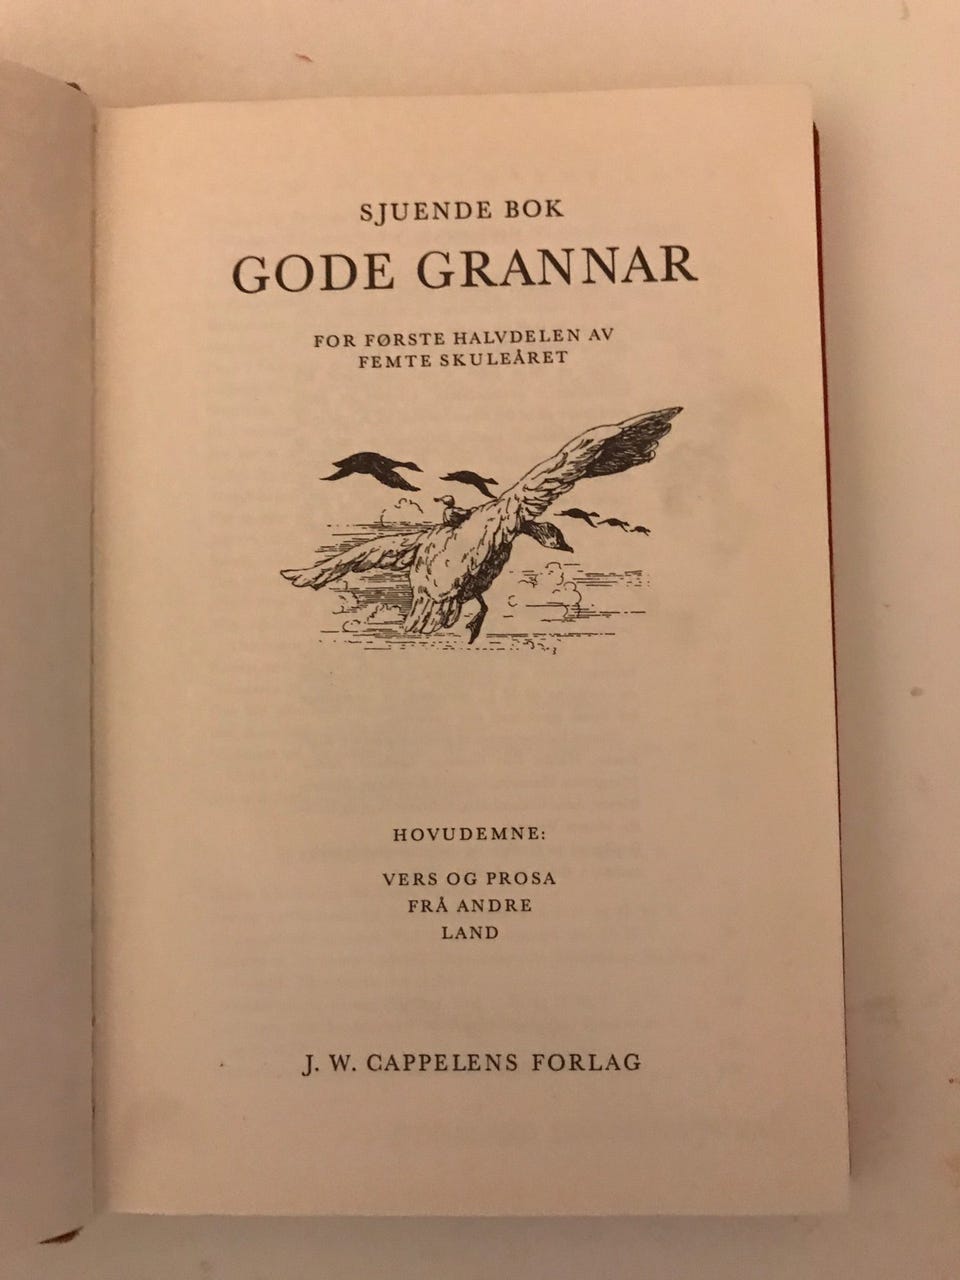 SJUENDE BOK
GODE GRANNAR
FOR FØRSTE HALVDELEN AV
FEMTE SKULEÅRET
HOVUDEMNE:
VERS OG PROSA
FRÅ ANDRE
LAND
J. W. CAPPELENS FORLAG